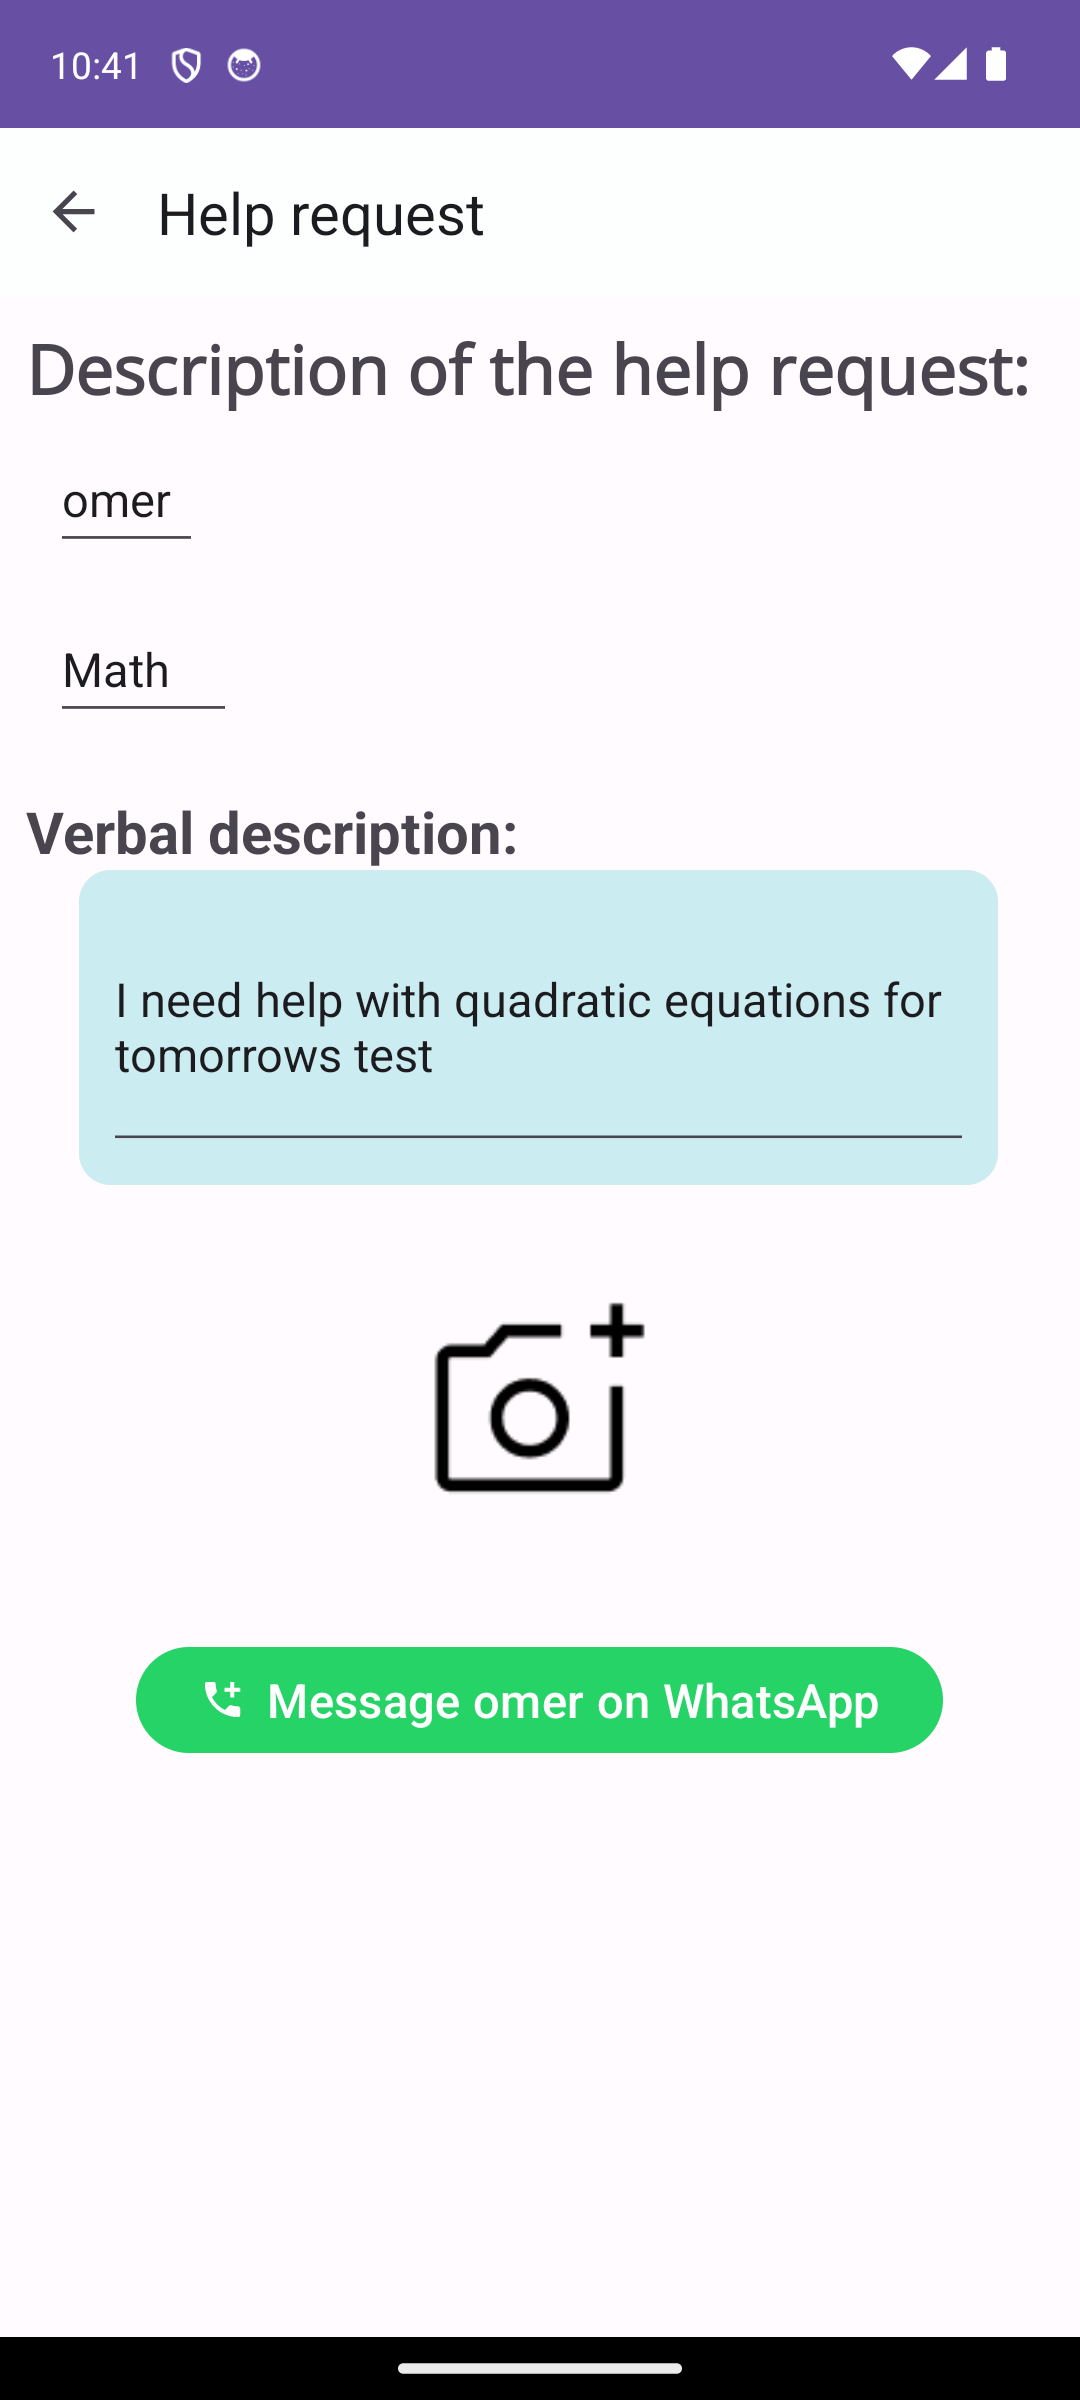 10:41
Help request
Description of the help request:
omer
Math
Verbal description:
I need help with quadratic equations for
tomorrows test
Message omer on WhatsApp